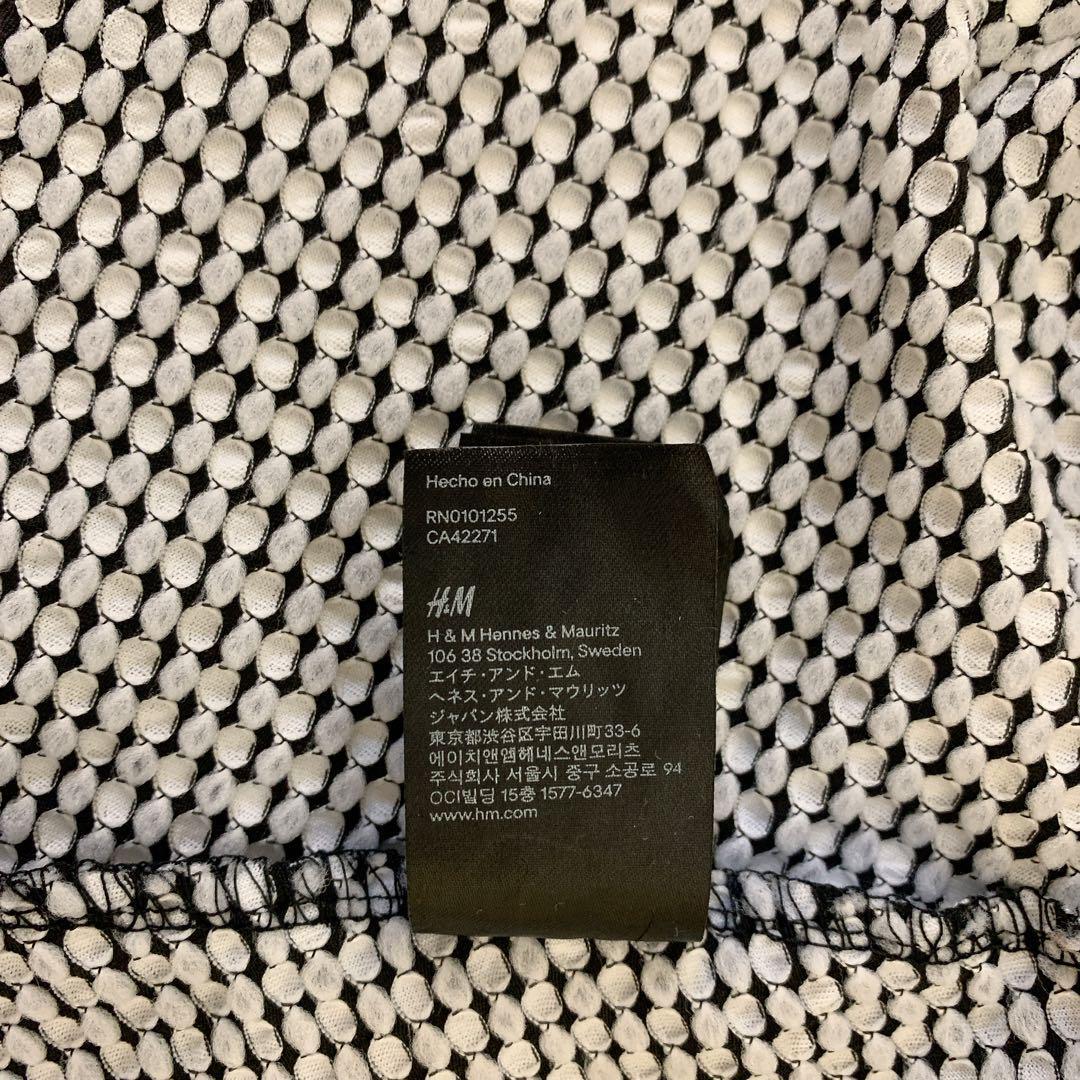 Hecho en China
RN0101255
CA42271
H&M
H & M Hennes & Mauritz
106 38 Stockholm, Sweden
エイチ・アンド・エム
ヘネス・アンド・マウリッツ
ジャパン株式会社
東京都渋谷区宇田川町33-6
에이치앤엠헤네스앤모리츠
주식회사 서울시 중구 소공로 94
OCI빌딩 15층 1577-6347
www.hm.com